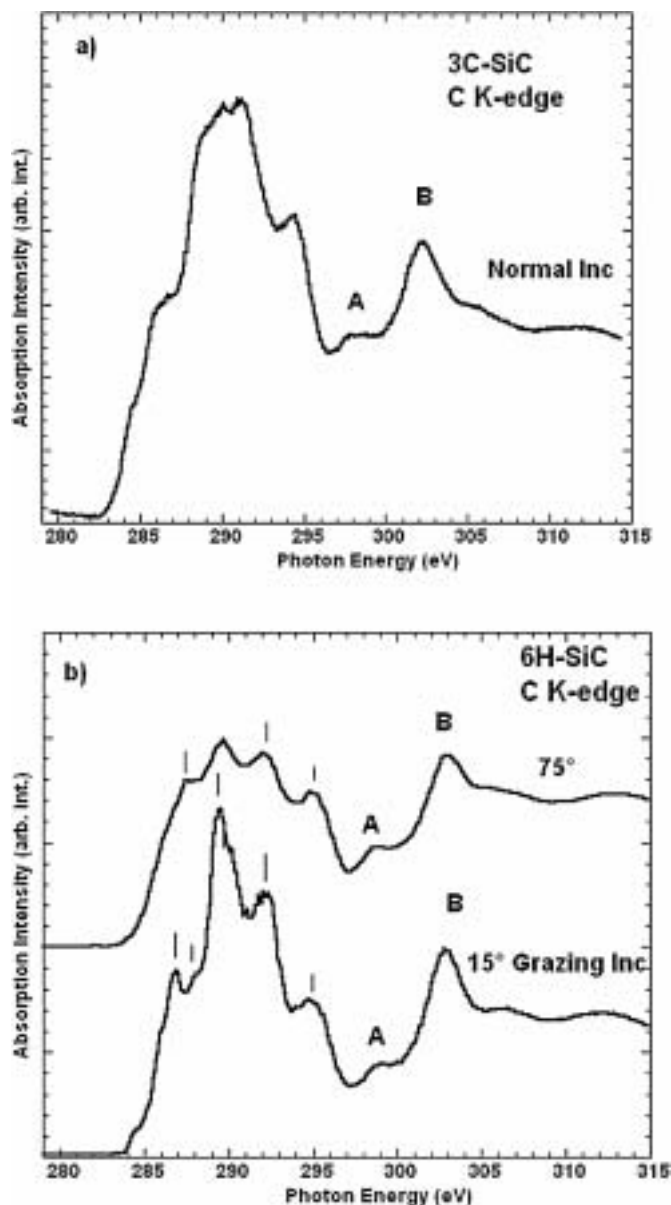 a)
3C-SiC
C K-edge
B
Normal Inc
A
Absorption Intensity (arb. int.)
280 285 290 295 300 305 310 315
Photon Energy (eV)
b)
6H-SiC
C K-edge
B
75°
A
B
15° Grazing Inc
A
Absorption Intensity (arb. Int.)
280 285 290 295 300 305 310 315
Photon Energy (eV)